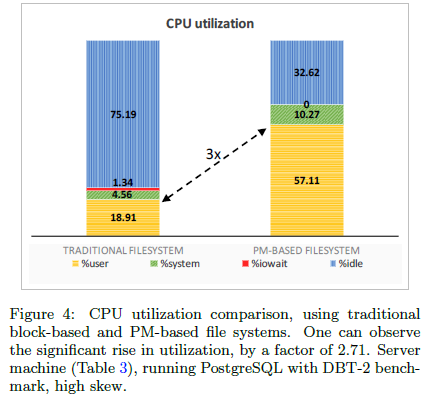 CPU utilization
75.19
1.34
4.56
18.91
3x
32.62
0
10.27
57.11
TRADITIONAL FILESYSTEM PM-BASED FILESYSTEM
%user %system %iowait %idle
Figure 4: CPU utilization comparison, using traditional
block-based and PM-based file systems. One can observe
the significant rise in utilization, by a factor of 2.71. Server
machine (Table 3), running PostgreSQL with DBT-2 bench-
mark, high skew.